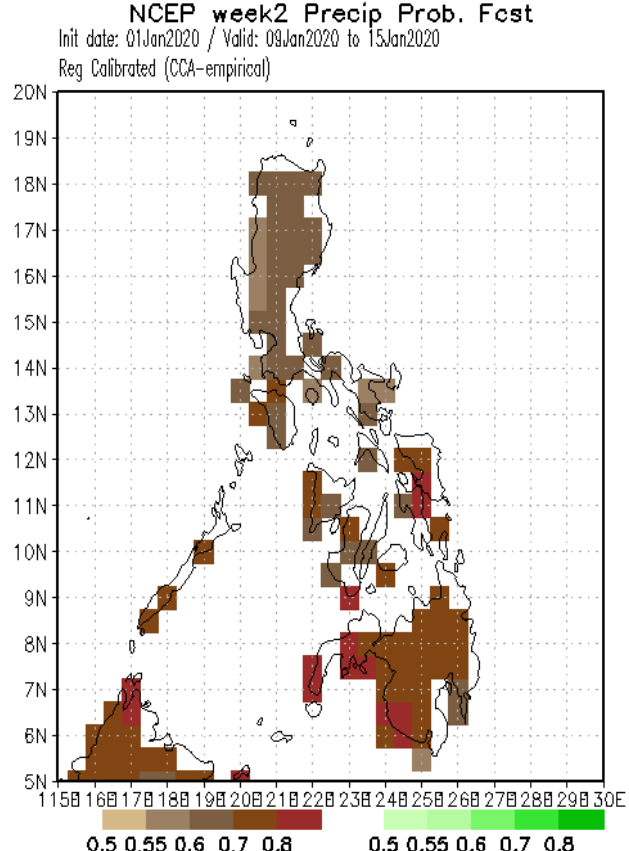 NCEP week2 Precip Prob. Fcst
Init date: 01Jan2020 / Valid: 09Jan2020 to 15Jan2020
Reg Calibrated (CCA-empirical)
20N
19N
18N
17N
16N
15N
14N
13N
12N
11N
10N
9N
8N
7N
6N
5N
115E 116E 117E 118E 119E 120E 121E 122E 123E 124E 125E 126E 127E 128E 129E 130E
0.5 0.55 0.6 0.7 0.8 0.5 0.55 0.6 0.7 0.8